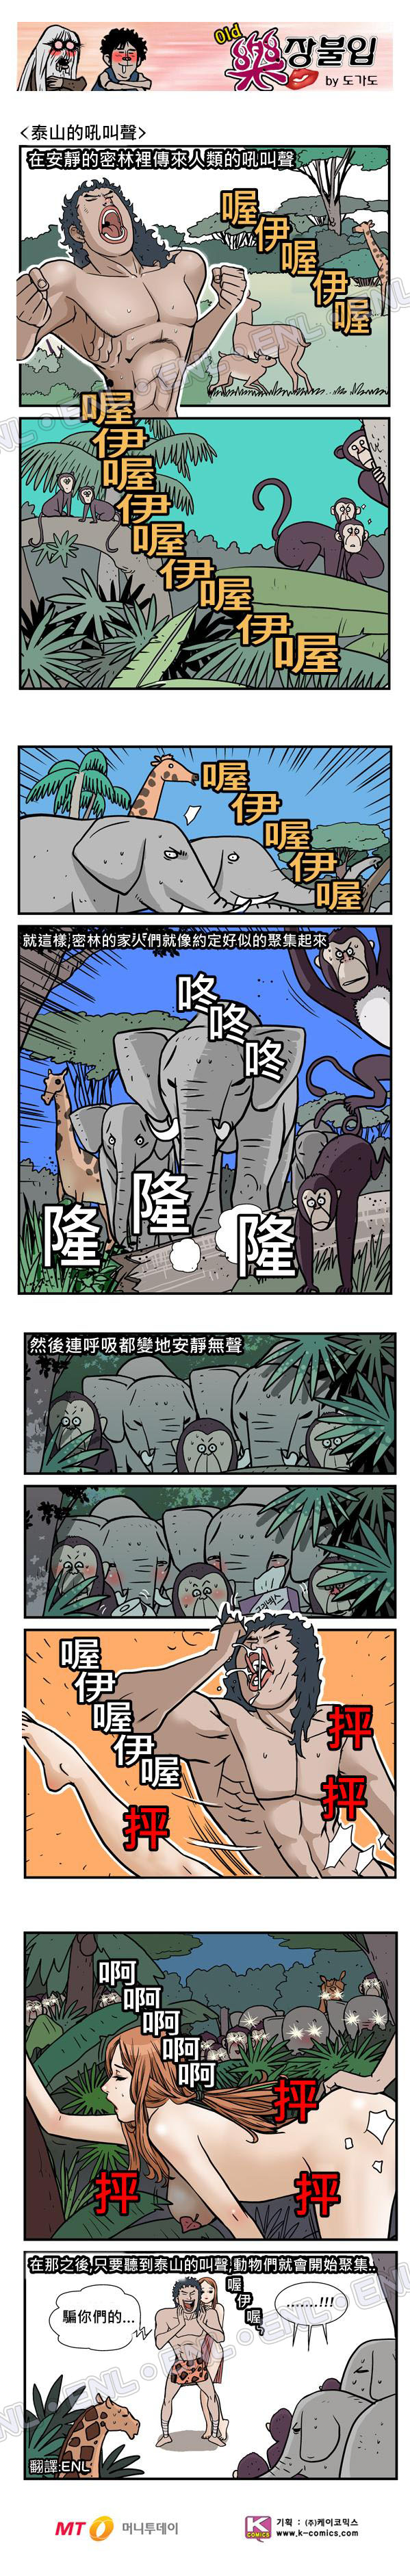 Old
樂장불입
by 도가도
<泰山的吼叫聲>
在安靜的密林裡傳來人類的吼叫聲
喔伊喔伊喔
喔伊喔伊喔伊喔伊喔
喔伊喔伊喔
就這樣,密林的家人們就像約定好似的聚集起來
咚咚咚
隆
隆
隆
然後連呼吸都變地安靜無聲
喔伊喔伊喔
抨
抨
抨
啊啊啊啊啊
抨
抨
抨
在那之後,只要聽到泰山的叫聲,動物們就會開始聚集..
騙你們的...
喔伊喔~
.......!!!
翻譯:ENL
ENL
MT 머니투데이
K COMICS
기획 : (주)케이코믹스
www.k-comics.com